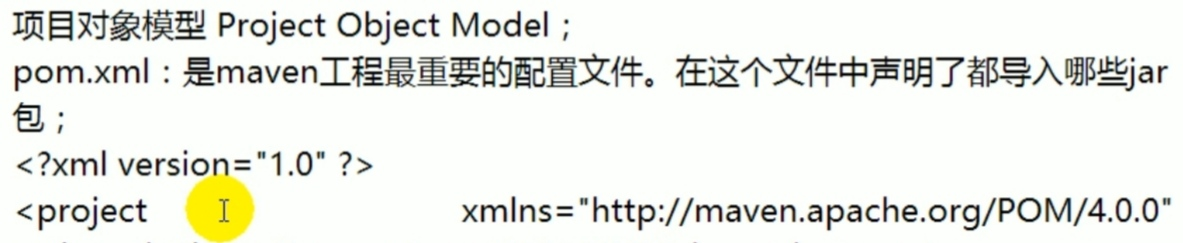 项目对象模型 Project Object Model；
pom.xml：是maven工程最重要的配置文件。在这个文件中声明了都导入哪些jar
包；
<?xml version="1.0" ?>
<project xmlns="http://maven.apache.org/POM/4.0.0"